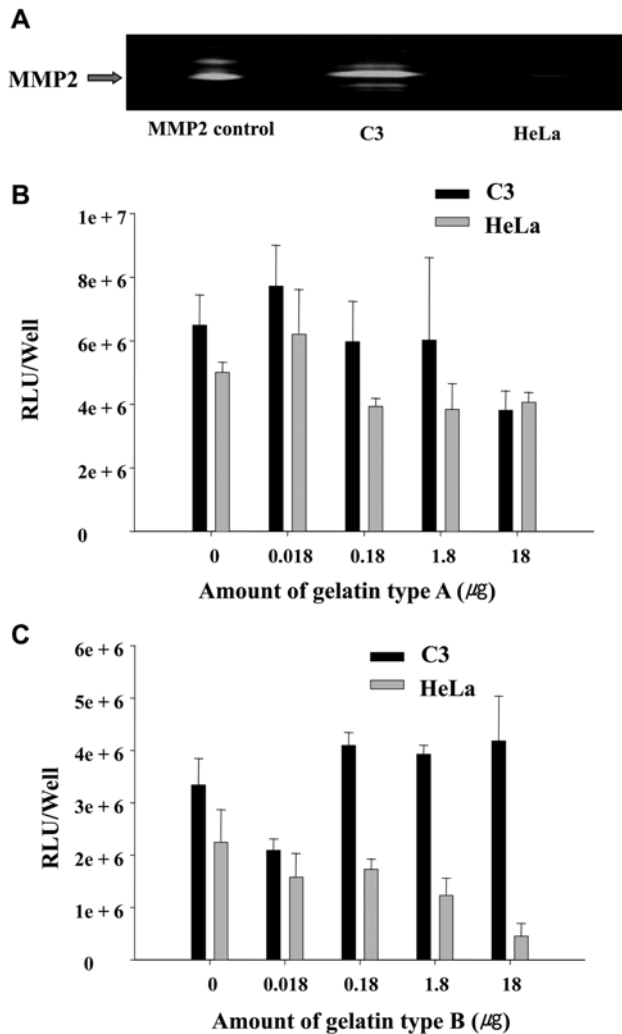 A
MMP2
MMP2 control
C3
HeLa
B
C3
HeLa
1e + 7
8e + 6
6e + 6
4e + 6
2e + 6
0
RLU/Well
0
0.018
0.18
1.8
18
Amount of gelatin type A (㎍)
C
C3
HeLa
6e + 6
5e + 6
4e + 6
3e + 6
2e + 6
1e + 6
0
RLU/Well
0
0.018
0.18
1.8
18
Amount of gelatin type B (㎍)